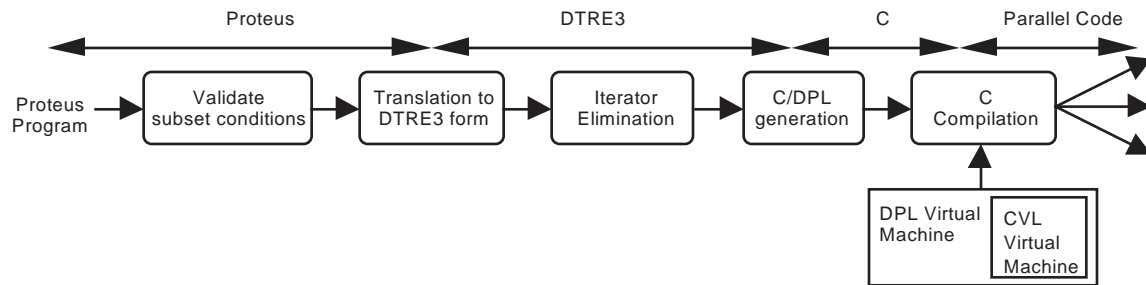 Proteus
DTRE3
C
Parallel Code
Proteus
Program
Validate
subset conditions
Translation to
DTRE3 form
Iterator
Elimination
C/DPL
generation
C
Compilation
DPL Virtual
Machine
CVL
Virtual
Machine